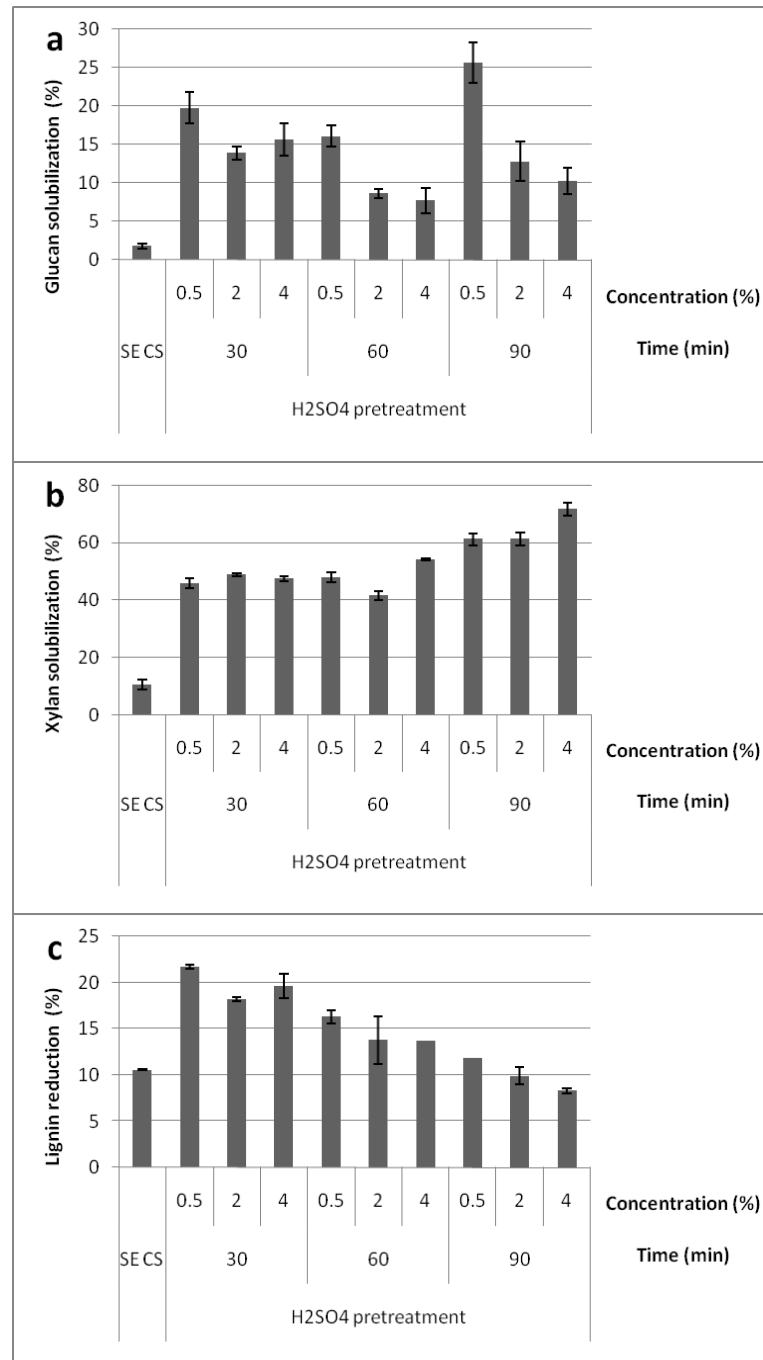 a
Glucan solubilization (%)
30
25
20
15
10
5
0
0.5 2 4 0.5 2 4 0.5 2 4 Concentration (%)
SE CS 30 60 90 Time (min)
H2SO4 pretreatment
b
Xylan solubilization (%)
80
60
40
20
0
0.5 2 4 0.5 2 4 0.5 2 4 Concentration (%)
SE CS 30 60 90 Time (min)
H2SO4 pretreatment
c
Lignin reduction (%)
25
20
15
10
5
0
0.5 2 4 0.5 2 4 0.5 2 4 Concentration (%)
SE CS 30 60 90 Time (min)
H2SO4 pretreatment